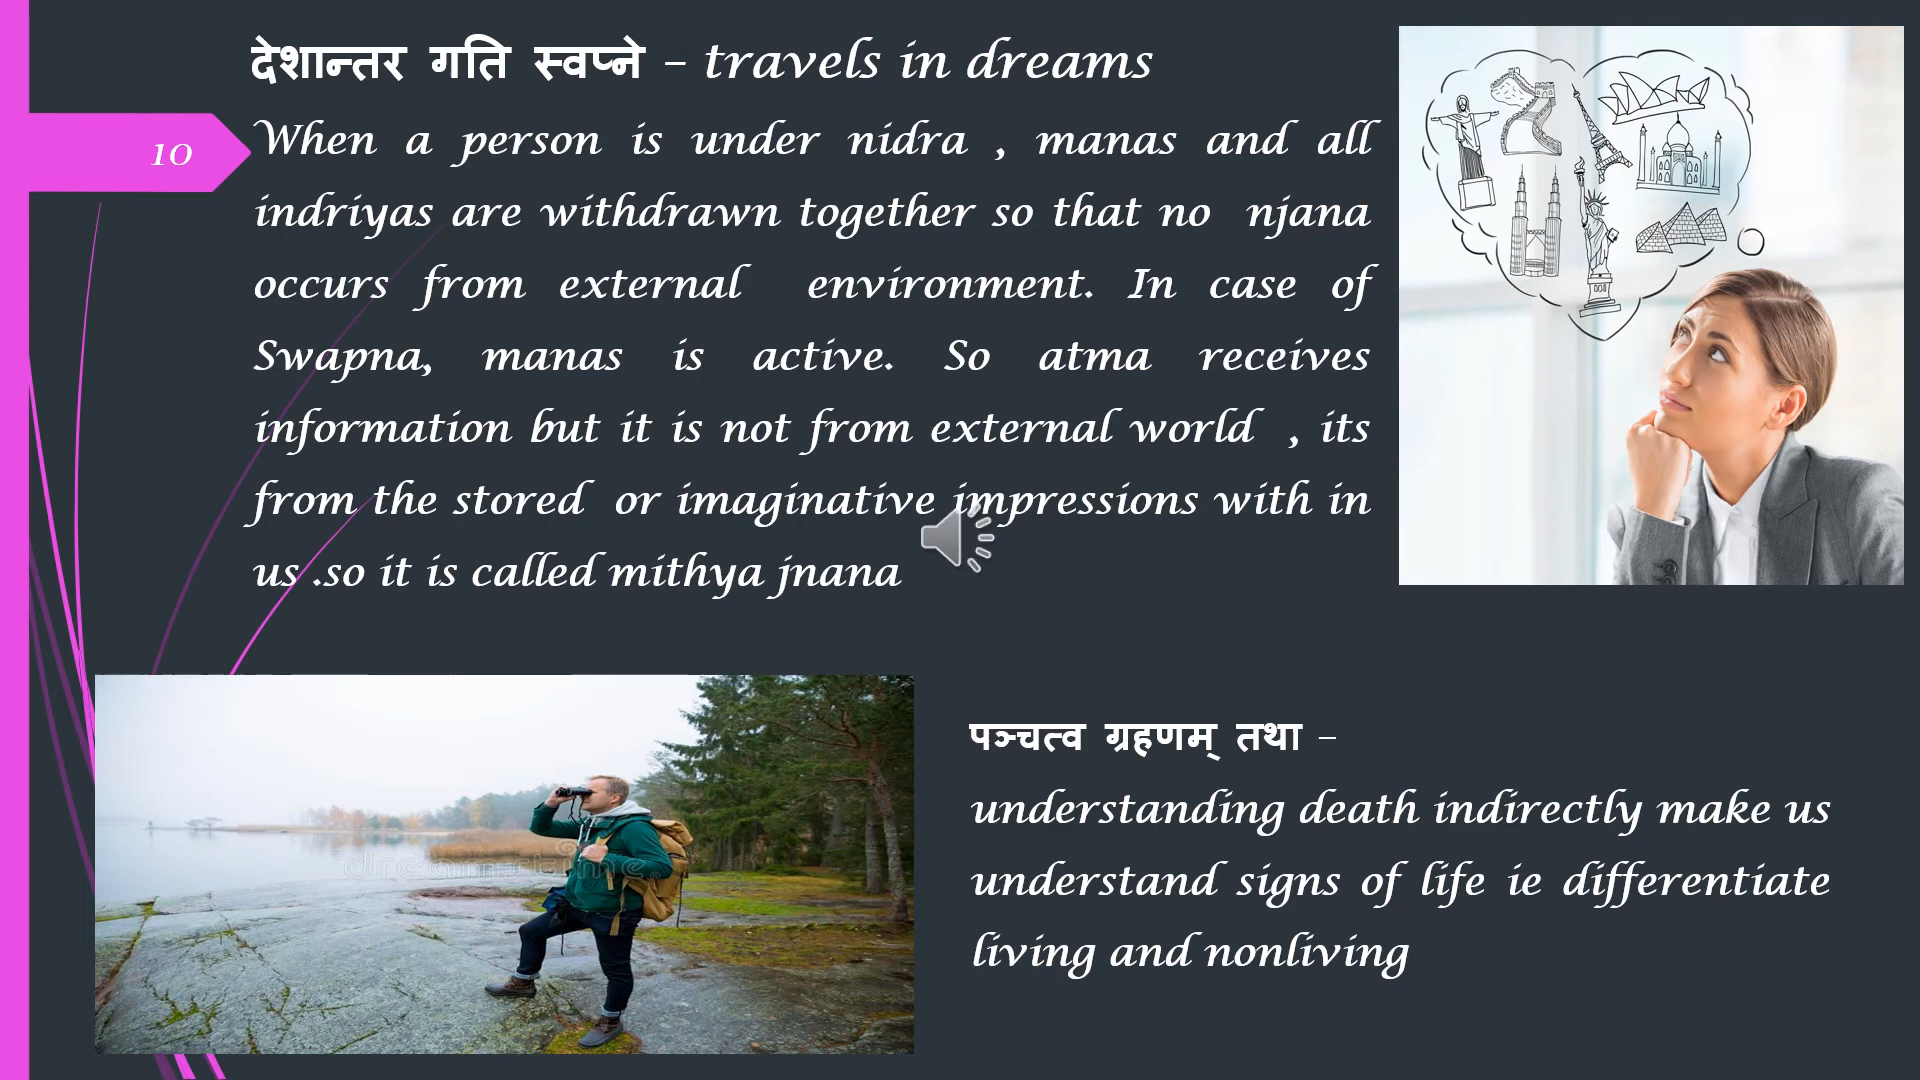 देशान्तर गति स्वप्ने – travels in dreams
10
When a person is under nidra , manas and all
indriyas are withdrawn together so that no njana
occurs from external environment. In case of
Swapna, manas is active. So atma receives
information but it is not from external world , its
from the stored or imaginative impressions with in
us .so it is called mithya jnana
dreamstime.
पञ्चत्व ग्रहणम् तथा –
understanding death indirectly make us
understand signs of life ie differentiate
living and nonliving